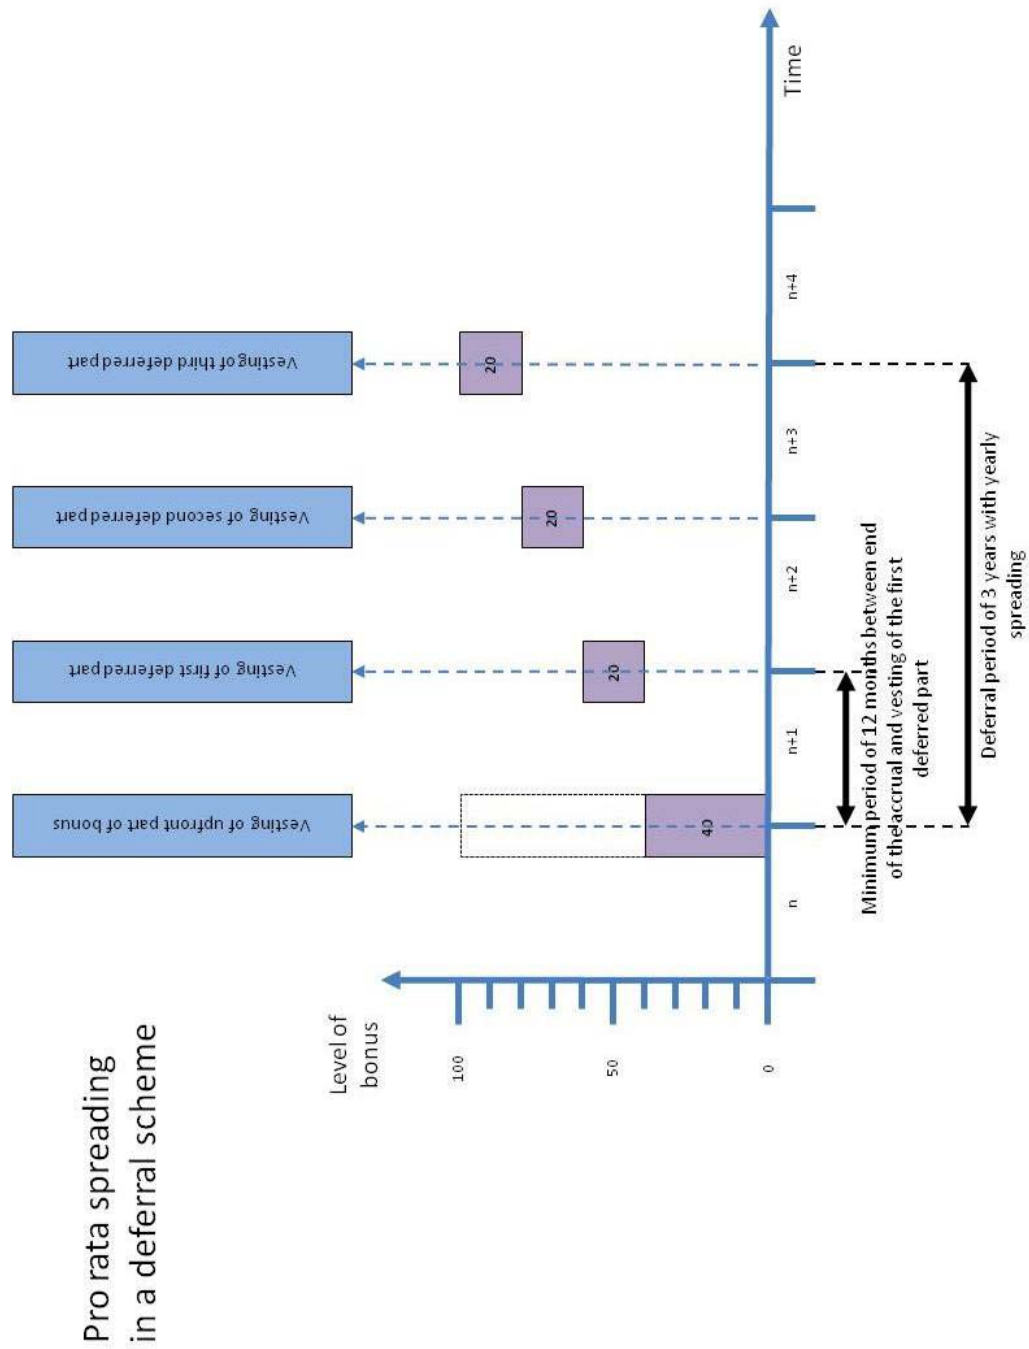 Pro rata spreading
in a deferral scheme
Vesting of upfront part of bonus
Vesting of first deferred part
Vesting of second deferred part
Vesting of third deferred part
Level of
bonus
100
50
0
40
20
20
20
n
n+1
n+2
n+3
n+4
Time
Minimum period of 12 months between end
of the accrual and vesting of the first
deferred part
Deferral period of 3 years with yearly
spreading